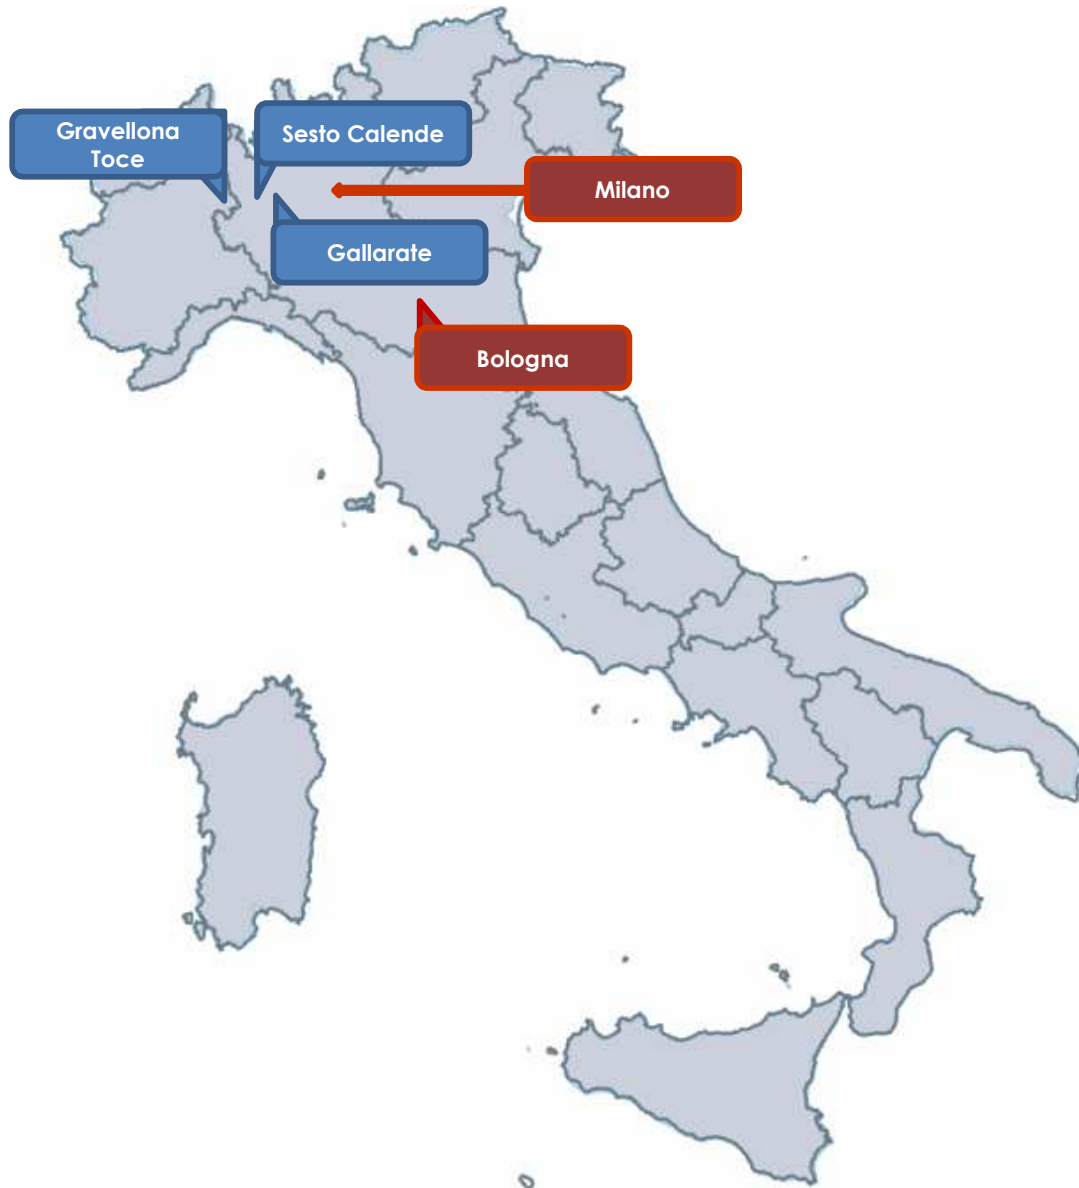 Gravellona
Toce
Sesto Calende
Milano
Gallarate
Bologna